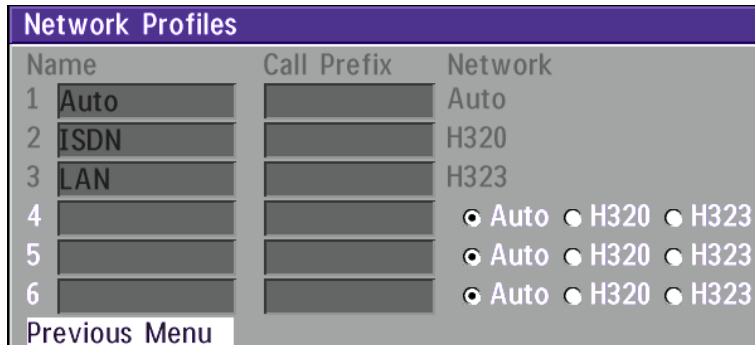 Network Profiles
Name Call Prefix Network
1 Auto Auto
2 ISDN H320
3 LAN H323
4 Auto H320 H323
5 Auto H320 H323
6 Auto H320 H323
Previous Menu